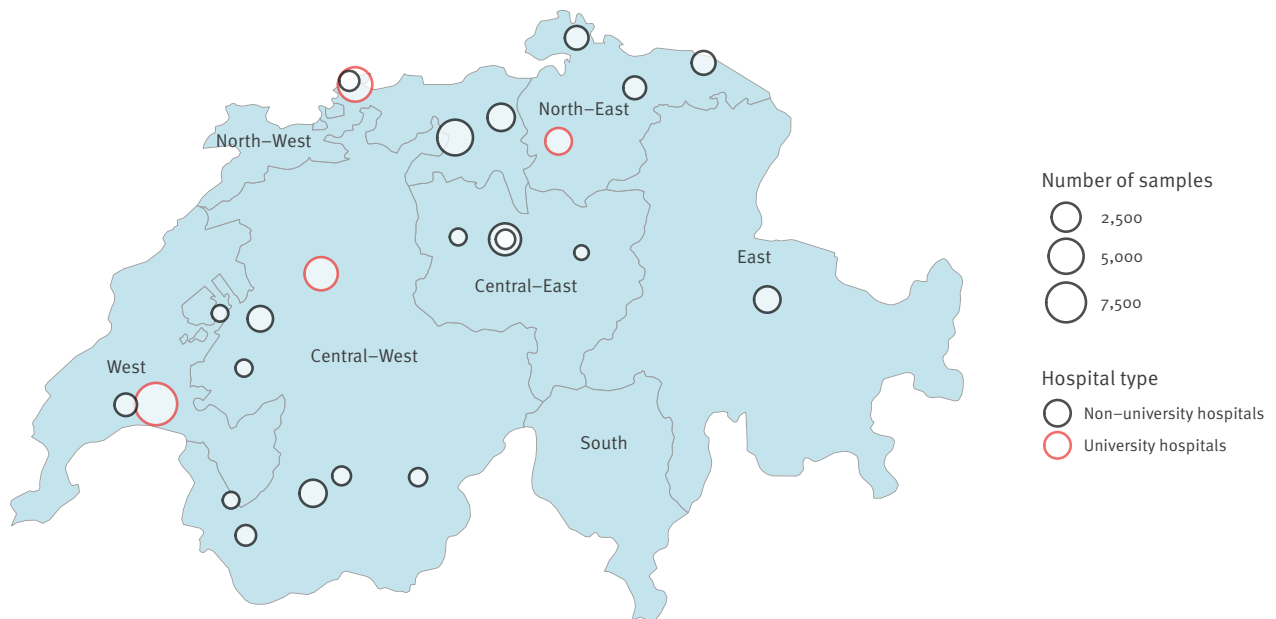 North–West
North–East
East
Central–East
Central–West
West
South
Number of samples
2,500
5,000
7,500
Hospital type
Non–university hospitals
University hospitals